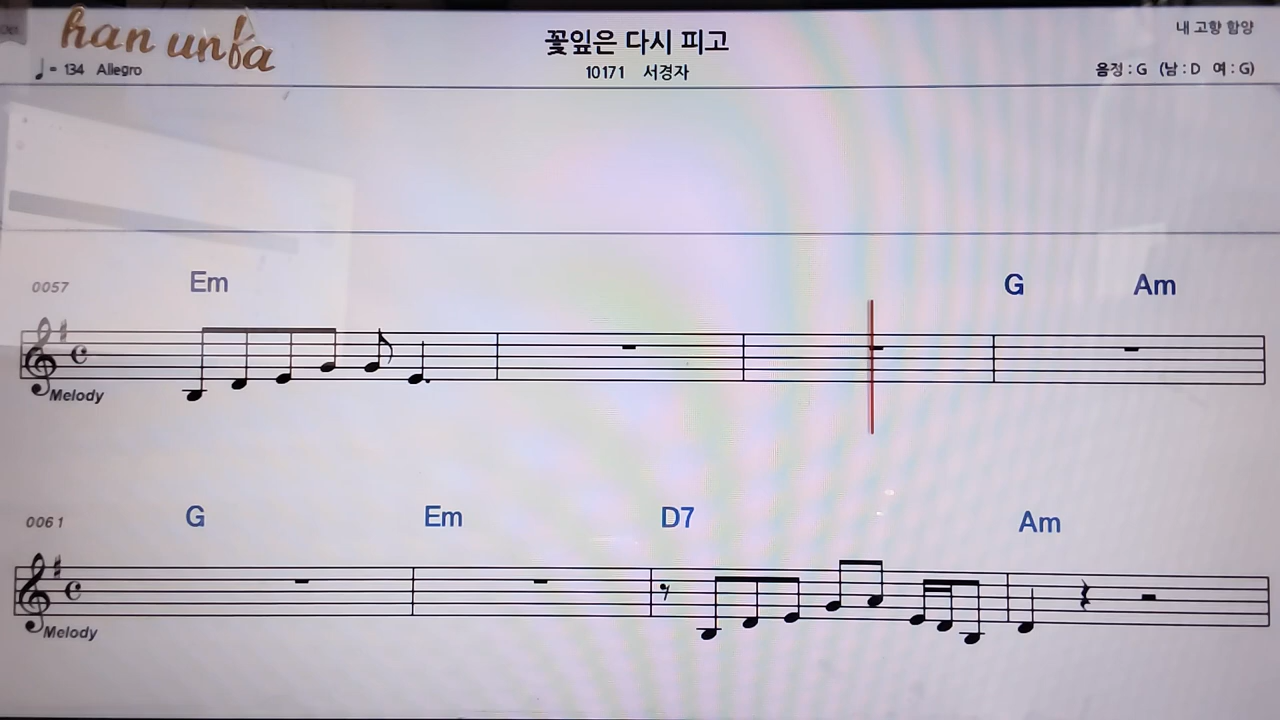 han unba
꽃잎은 다시 피고
내 고향 함양
♩= 134 Allegro
10171 서경자
음정 : G (남 : D 여 : G)
0057 Em G Am
Melody
0061 G Em D7 Am
Melody